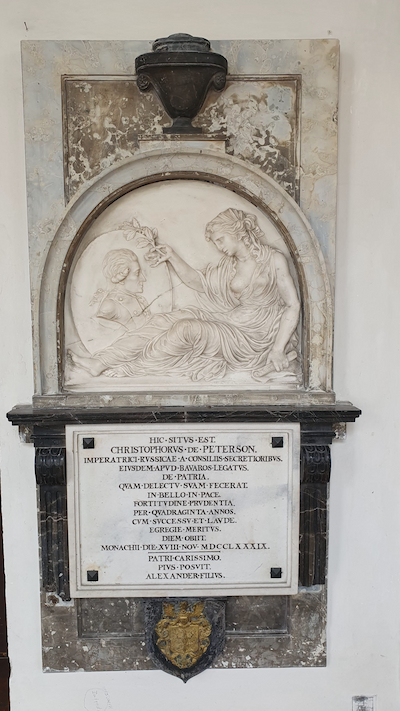 HIC·SITVS·EST.
CHRISTOPHORVS·DE·PETERSON,
IMPERATRICI·RVSSICAE·A·CONSILIIS·SECRETIORIBVS,
EIVSDEM·APVD·BAVAROS·LEGATVS.
DE·PATRIA.
QVAM·DELECTV·SVAM·FECERAT.
IN·BELLO·IN·PACE.
FORTITVDINE·PRVDENTIA.
PER·QVADRAGINTA·ANNOS.
CVM·SVCCESSV·ET·LAVDE.
EGREGIE·MERITVS.
DIEM·OBIIT.
MONACHII·DIE·XVIII·NOV·MDCCLXXXIX.
PATRI·CARISSIMO.
PIVS·POSVIT.
ALEXANDER·FILIVS.